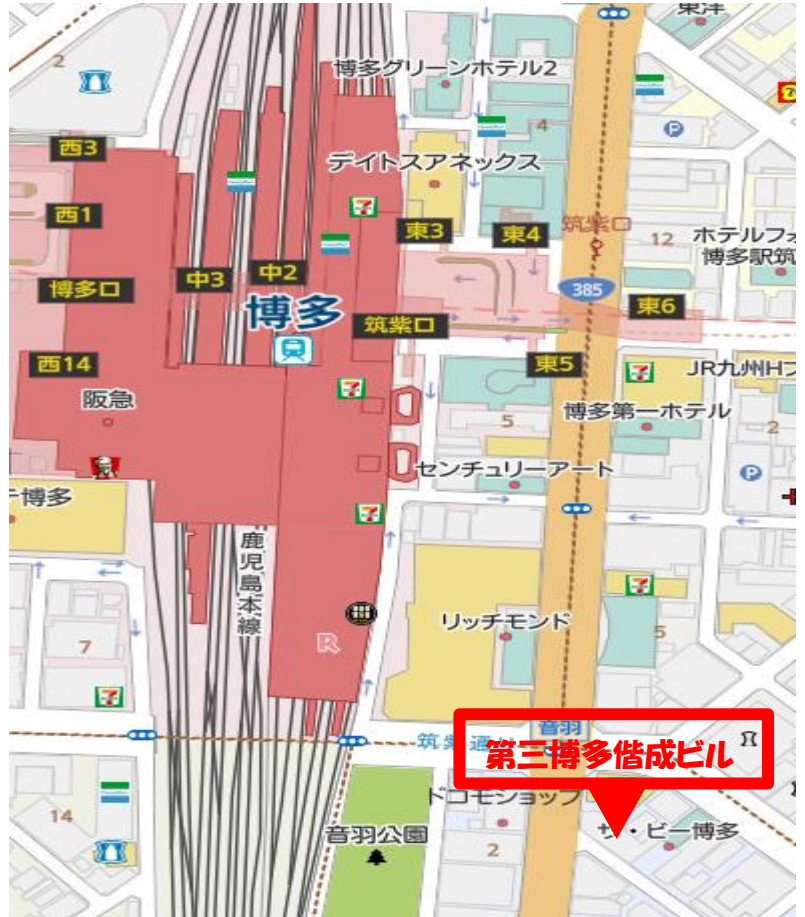 東洋
2
博多グリーンホテル2
4
西3
デイトスアネックス
西1
東3
東4
筑紫口
12
ホテルフォ
博多駅筑
博多口
中3
中2
385
博多
筑紫口
東6
西14
東5
JR九州Hブ
阪急
5
博多第一ホテル
2
センチュリーアート
博多
鹿児島本線
リッチモンド
5
7
R
筑紫通り
音羽
第三博多偕成ビル
ドコモショップ
14
音羽公園
2
ザ・ビー博多